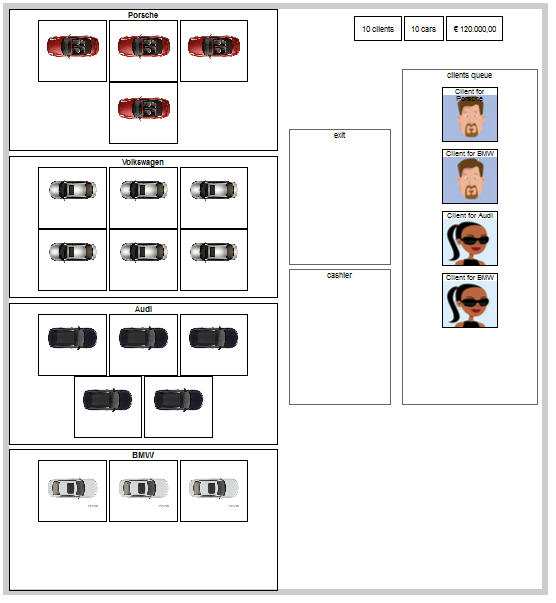 Porsche
10 clients
10 cars
€ 120.000,00
clients queue
Client for
Porsche
exit
Client for BMW
Volkswagen
Client for Audi
cashier
Client for BMW
Audi
BMW